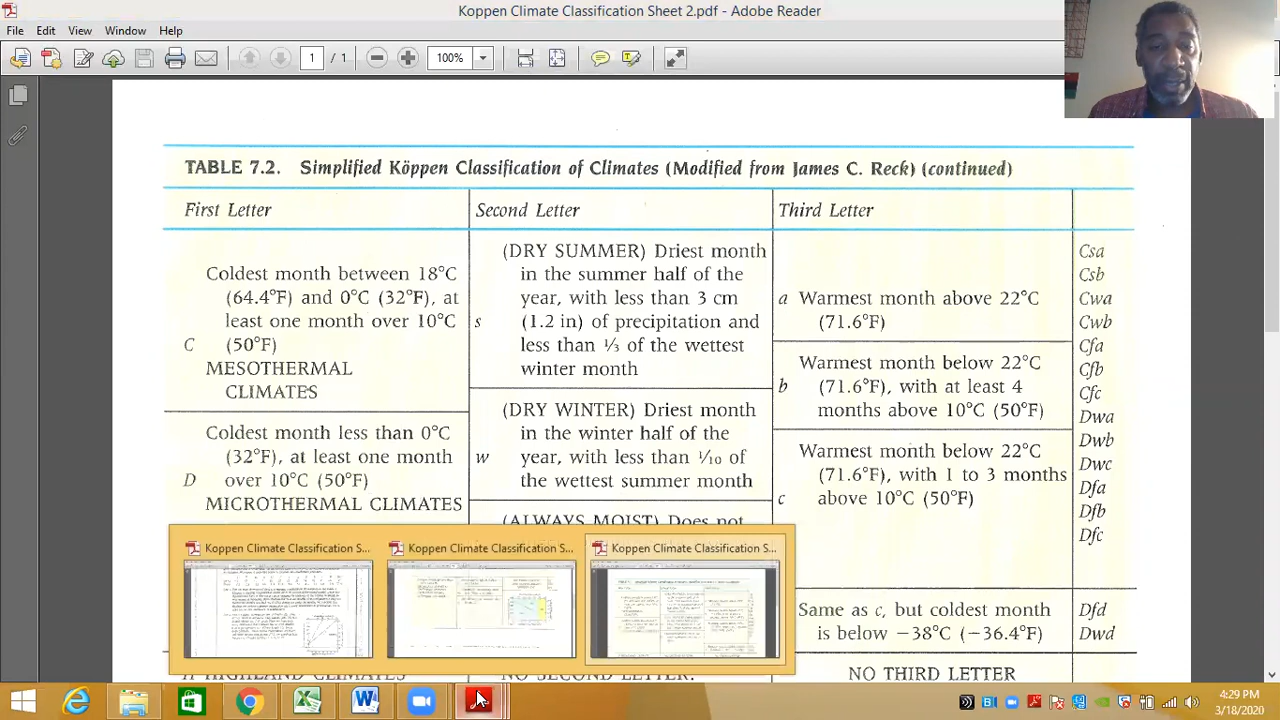 Koppen Climate Classification Sheet 2.pdf - Adobe Reader
File Edit View Window Help
1 / 1 100%
TABLE 7.2. Simplified Köppen Classification of Climates (Modified from James C. Reck) (continued)
First Letter Second Letter Third Letter
Coldest month between 18°C
(64.4°F) and 0°C (32°F), at
least one month over 10°C
C (50°F)
MESOTHERMAL
CLIMATES
Coldest month less than 0°C
(32°F), at least one month
D over 10°C (50°F)
MICROTHERMAL CLIMATES
(DRY SUMMER) Driest month
in the summer half of the
year, with less than 3 cm
s (1.2 in) of precipitation and
less than ⅓ of the wettest
winter month
(DRY WINTER) Driest month
in the winter half of the
w year, with less than 1/10 of
the wettest summer month
(ALWAYS MOIST) Does not
a Warmest month above 22°C
(71.6°F)
Warmest month below 22°C
b (71.6°F), with at least 4
months above 10°C (50°F)
Warmest month below 22°C
(71.6°F), with 1 to 3 months
c above 10°C (50°F)
Same as c, but coldest month
is below −38°C (−36.4°F)
NO THIRD LETTER
Csa
Csb
Cwa
Cwb
Cfa
Cfb
Cfc
Dwa
Dwb
Dwc
Dfa
Dfb
Dfc
Dfd
Dwd
Koppen Climate Classification S...
Koppen Climate Classification S...
Koppen Climate Classification S...
HIGHLAND CLIMATES
NO SECOND LETTER.
4:29 PM
3/18/2020